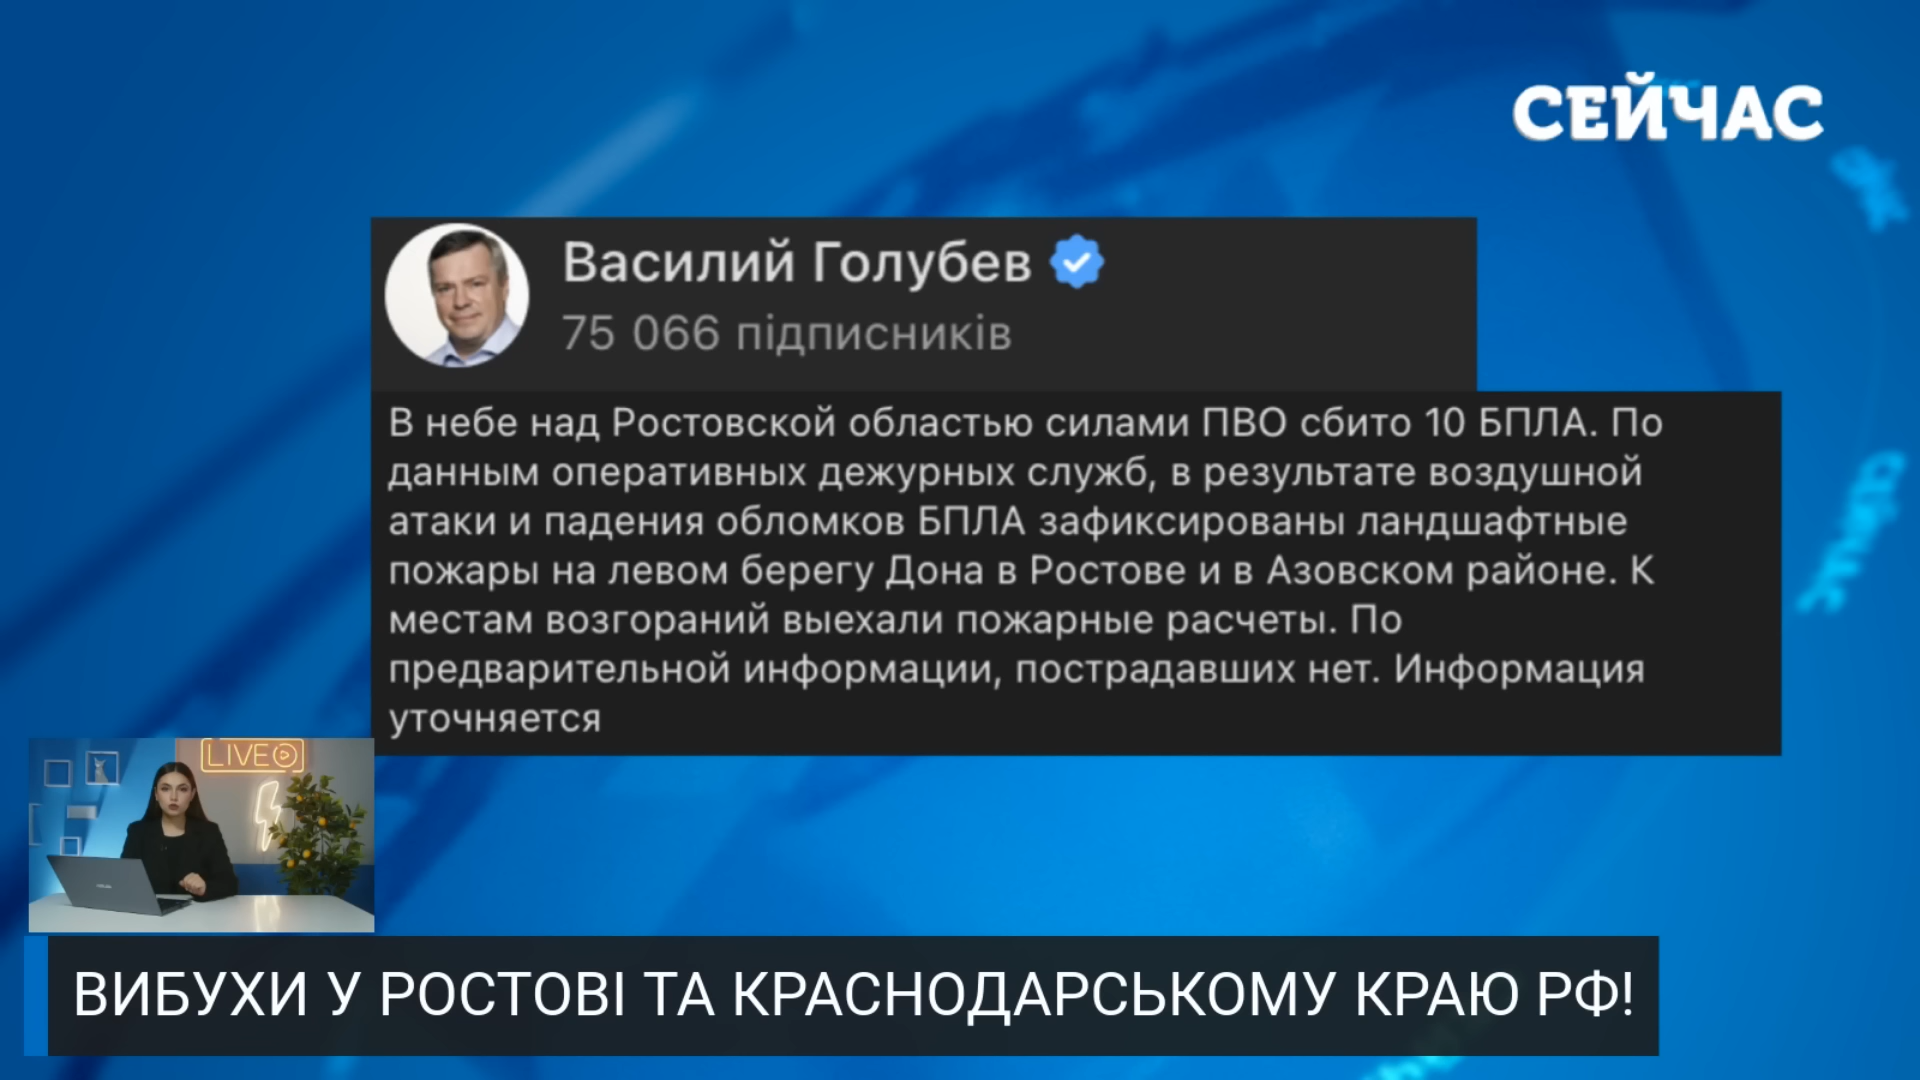 СЕЙЧАС
Василий Голубев
75 066 підписників
В небе над Ростовской областью силами ПВО сбито 10 БПЛА. По
данным оперативных дежурных служб, в результате воздушной
атаки и падения обломков БПЛА зафиксированы ландшафтные
пожары на левом берегу Дона в Ростове и в Азовском районе. К
местам возгораний выехали пожарные расчеты. По
предварительной информации, пострадавших нет. Информация
уточняется
LIVE
ВИБУХИ У РОСТОВІ ТА КРАСНОДАРСЬКОМУ КРАЮ РФ!